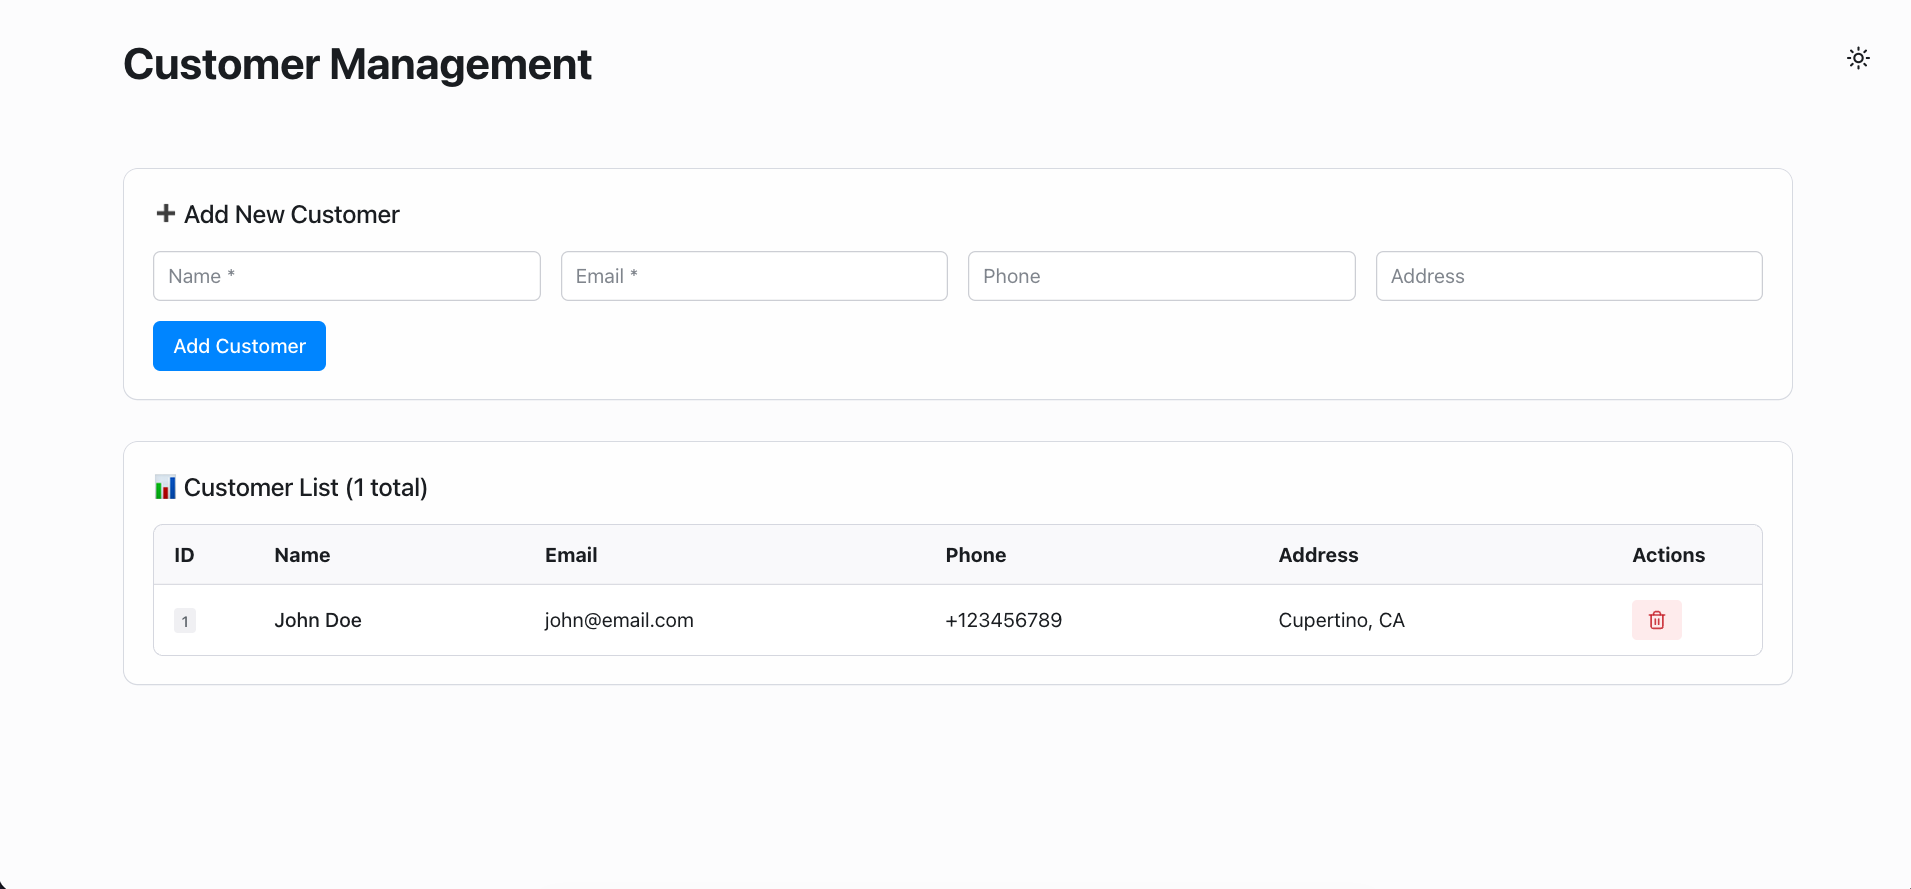 Customer Management
➕ Add New Customer
Name * Email * Phone Address
Add Customer
📊 Customer List (1 total)
ID Name Email Phone Address Actions
1 John Doe john@email.com +123456789 Cupertino, CA